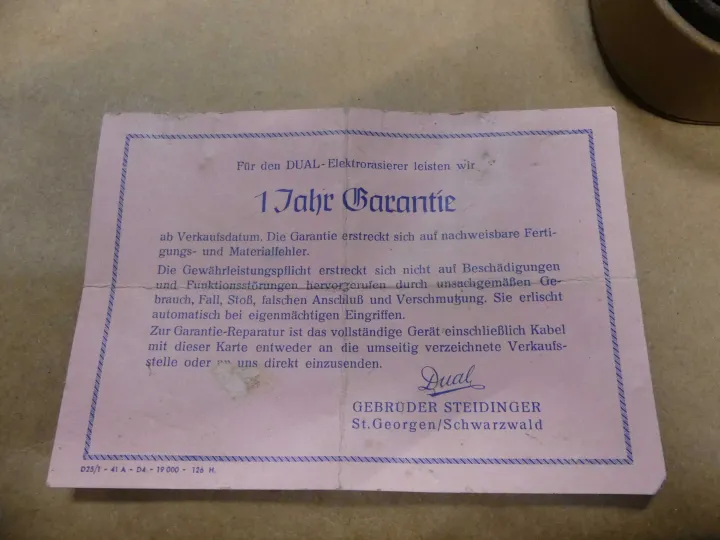 Für den DUAL-Elektrorasierer leisten wir
1 Jahr Garantie
ab Verkaufsdatum. Die Garantie erstreckt sich auf nachweisbare Ferti-
gungs- und Materialfehler.
Die Gewährleistungspflicht erstreckt sich nicht auf Beschädigungen
und Funktionsstörungen hervorgerufen durch unsachgemäßen Ge-
brauch, Fall, Stoß, falschen Anschluß und Verschmutzung. Sie erlischt
automatisch bei eigenmächtigen Eingriffen.
Zur Garantie-Reparatur ist das vollständige Gerät einschließlich Kabel
mit dieser Karte entweder an die umseitig verzeichnete Verkaufs-
stelle oder an uns direkt einzusenden.
Dual
GEBRÜDER STEIDINGER
St.Georgen/Schwarzwald
D25/1 - 41 A - D4 - 19 000 - 126 H.